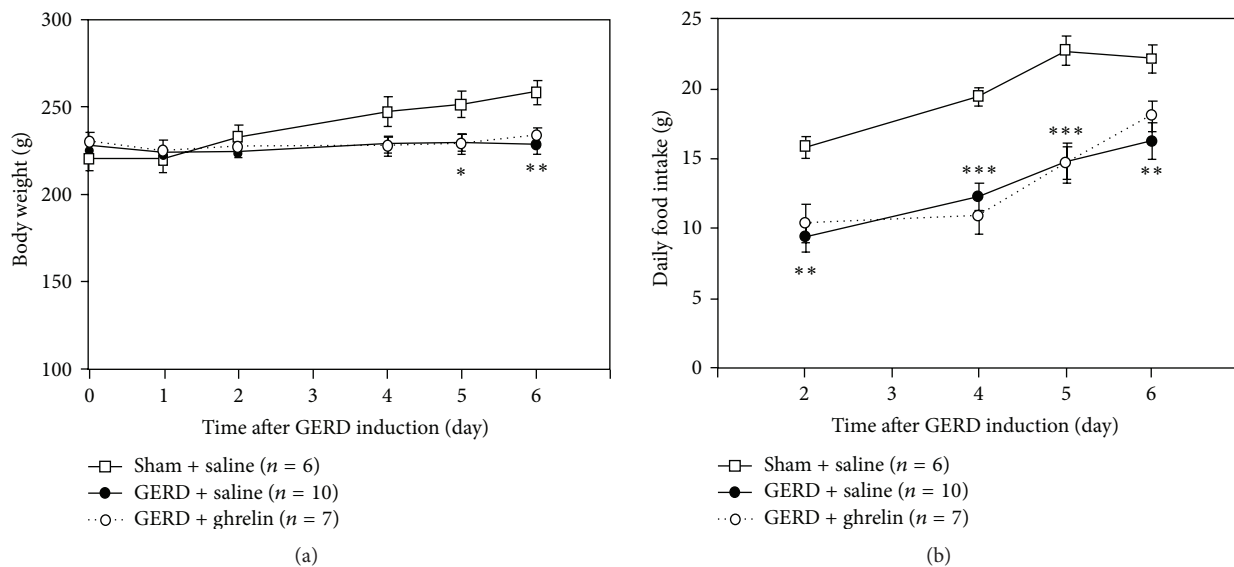 300
250
200
250
100
Body weight (g)
0 1 2 3 4 5 6
Time after GERD induction (day)
* **
Sham + saline (n = 6)
GERD + saline (n = 10)
GERD + ghrelin (n = 7)
(a)
25
20
15
10
5
0
Daily food intake (g)
2 3 4 5 6
Time after GERD induction (day)
** *** *** **
Sham + saline (n = 6)
GERD + saline (n = 10)
GERD + ghrelin (n = 7)
(b)